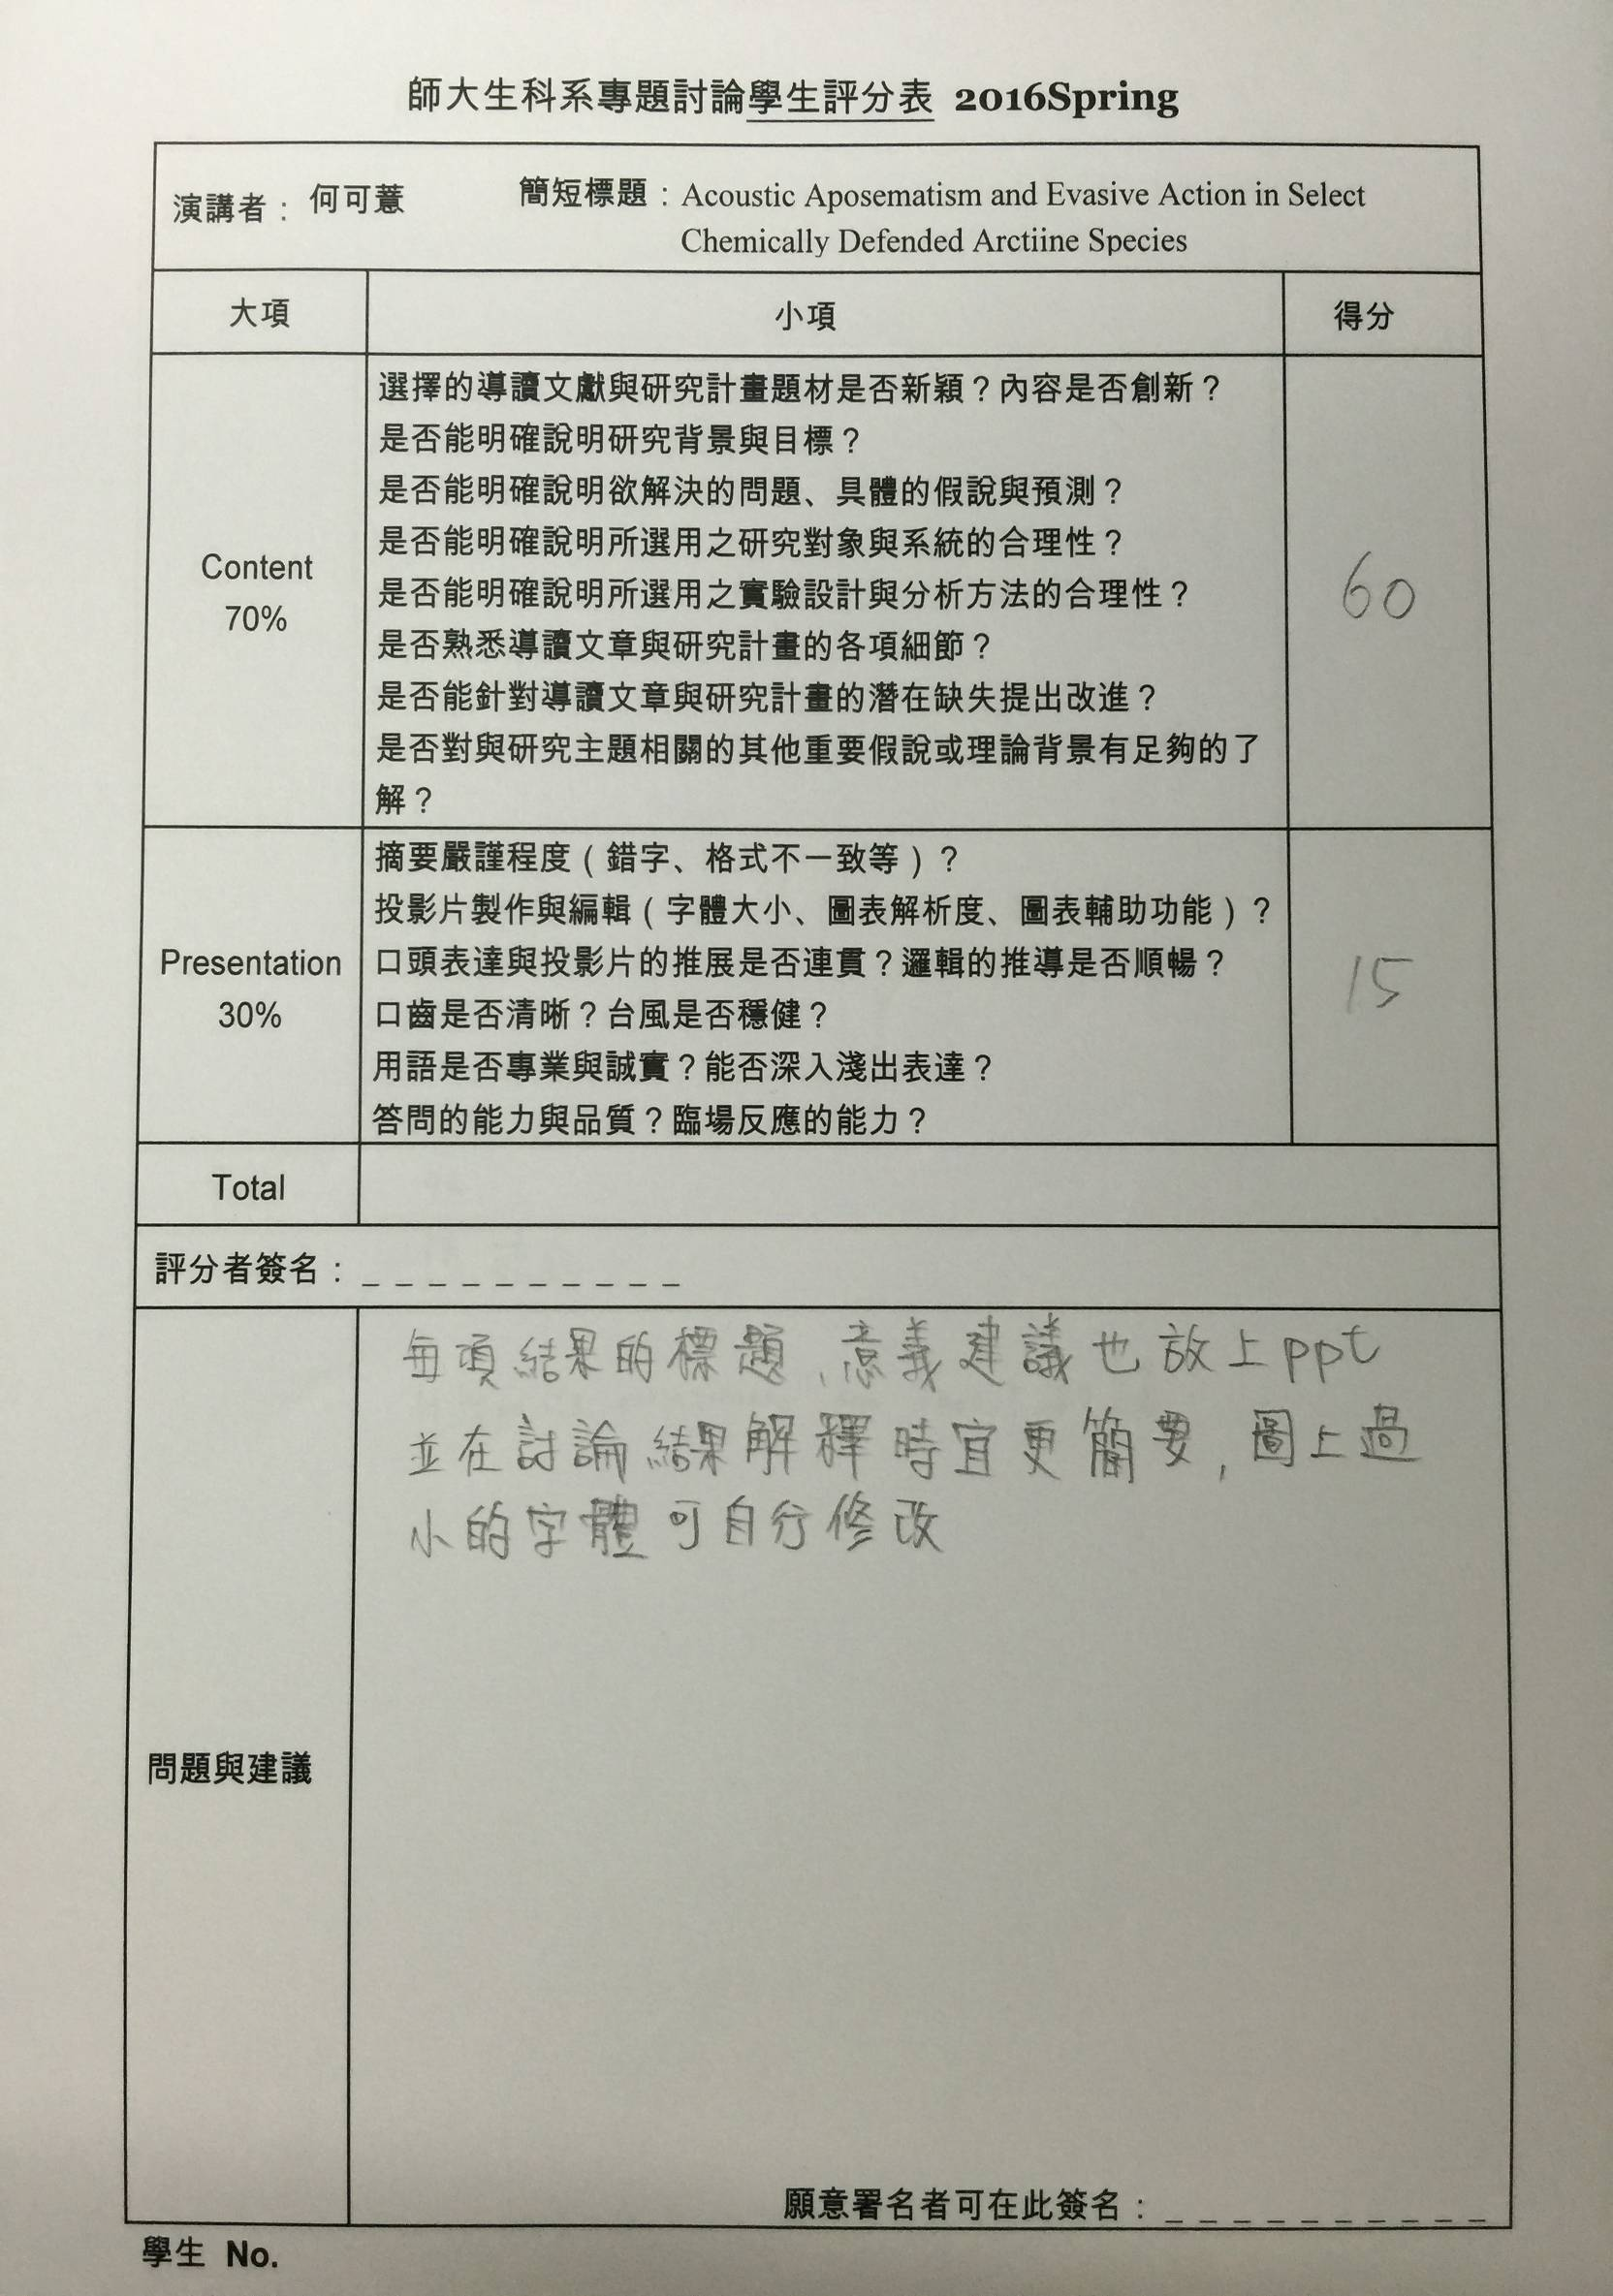 師大生科系專題討論學生評分表 2016Spring
演講者： 何可薏 簡短標題：Acoustic Aposematism and Evasive Action in Select
Chemically Defended Arctiine Species
大項 小項 得分
選擇的導讀文獻與研究計畫題材是否新穎？內容是否創新？
是否能明確說明研究背景與目標？
是否能明確說明欲解決的問題、具體的假說與預測？
是否能明確說明所選用之研究對象與系統的合理性？
Content
70%
是否能明確說明所選用之實驗設計與分析方法的合理性？
60
是否熟悉導讀文章與研究計畫的各項細節？
是否能針對導讀文章與研究計畫的潛在缺失提出改進？
是否對與研究主題相關的其他重要假說或理論背景有足夠的了
解？
摘要嚴謹程度（錯字、格式不一致等）？
投影片製作與編輯（字體大小、圖表解析度、圖表輔助功能）？
Presentation
30%
口頭表達與投影片的推展是否連貫？邏輯的推導是否順暢？
15
口齒是否清晰？台風是否穩健？
用語是否專業與誠實？能否深入淺出表達？
答問的能力與品質？臨場反應的能力？
Total
評分者簽名：_ _ _ _ _ _ _ _ _ _
問題與建議
每項結果的標題、意義建議也放上ppt
並在討論結果解釋時宜更簡要，圖上過
小的字體可自行修改
願意署名者可在此簽名：_ _ _ _ _ _ _ _ _ _
學生 No.